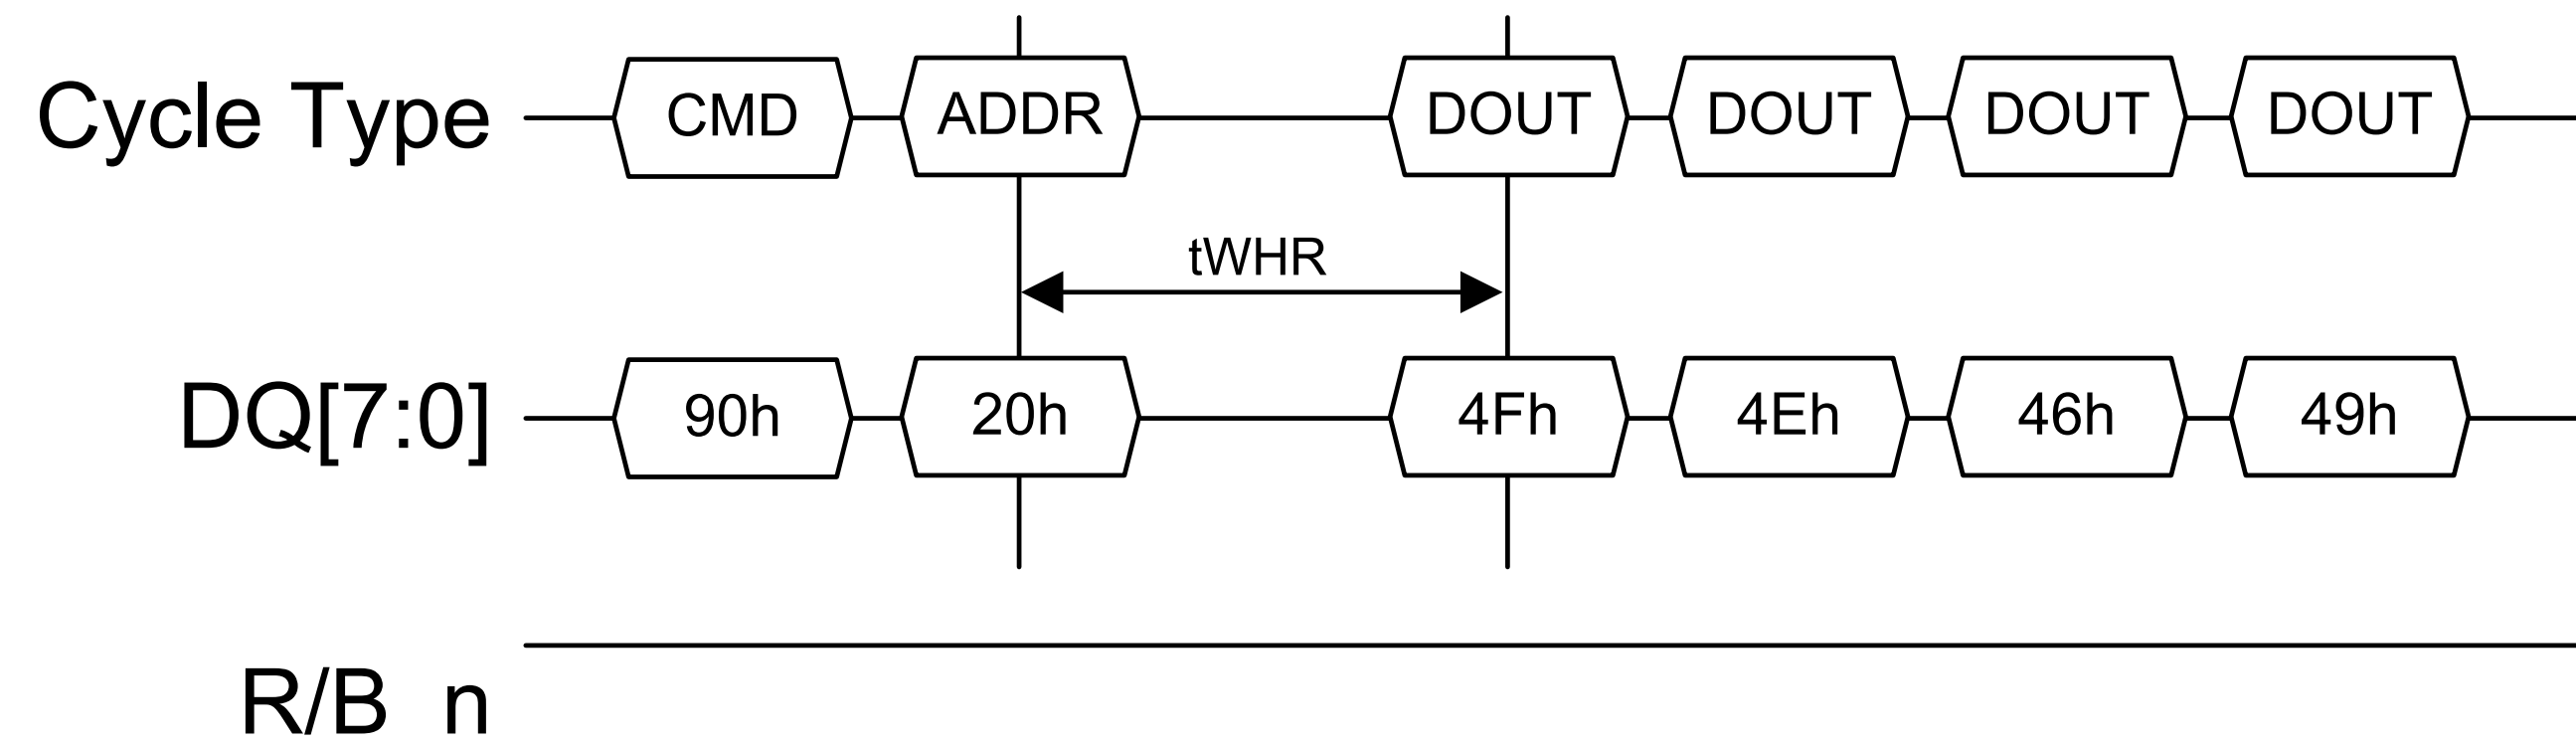 Cycle Type CMD ADDR DOUT DOUT DOUT DOUT
tWHR
DQ[7:0] 90h 20h 4Fh 4Eh 46h 49h
R/B n